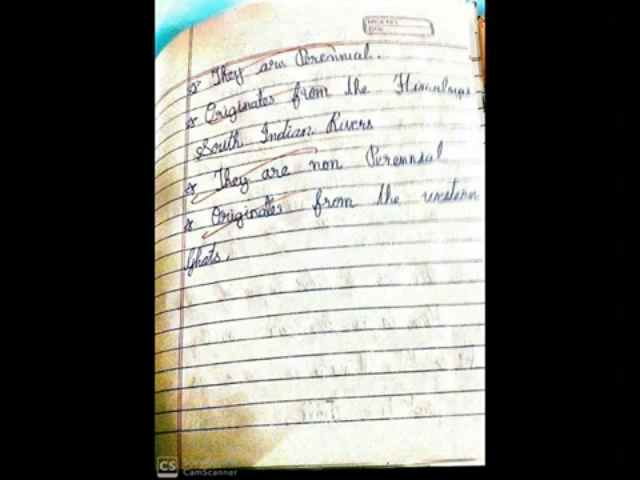 ☆ They are Perennial.
☆ Originates from the Himalayas
South Indian Rivers
☆ They are non Perennial
☆ Originates from the western
Ghats.
CS CamScanner